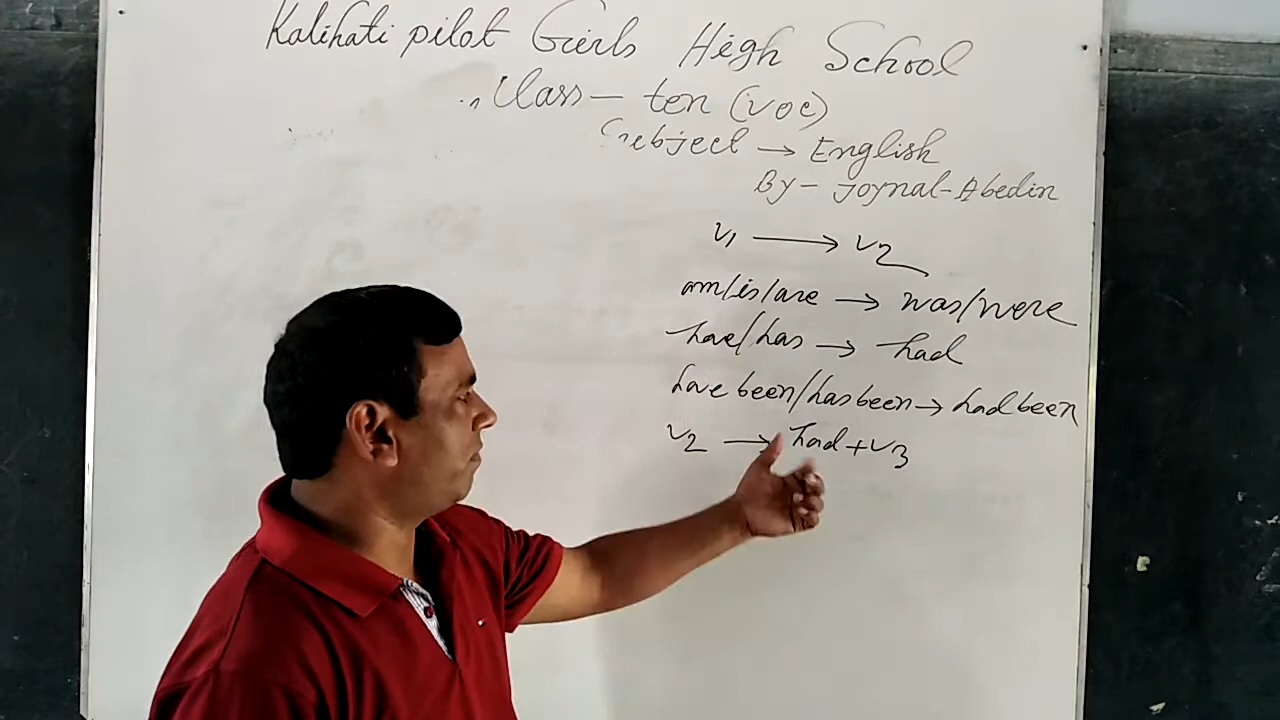 Kalihati pilot Girls High School
Class — ten (voc)
Subject → English
By - Joynal-Abedin
V1 → V2
am/is/are → was/were
have/has → had
have been/has been → had been
V2 → had + V3